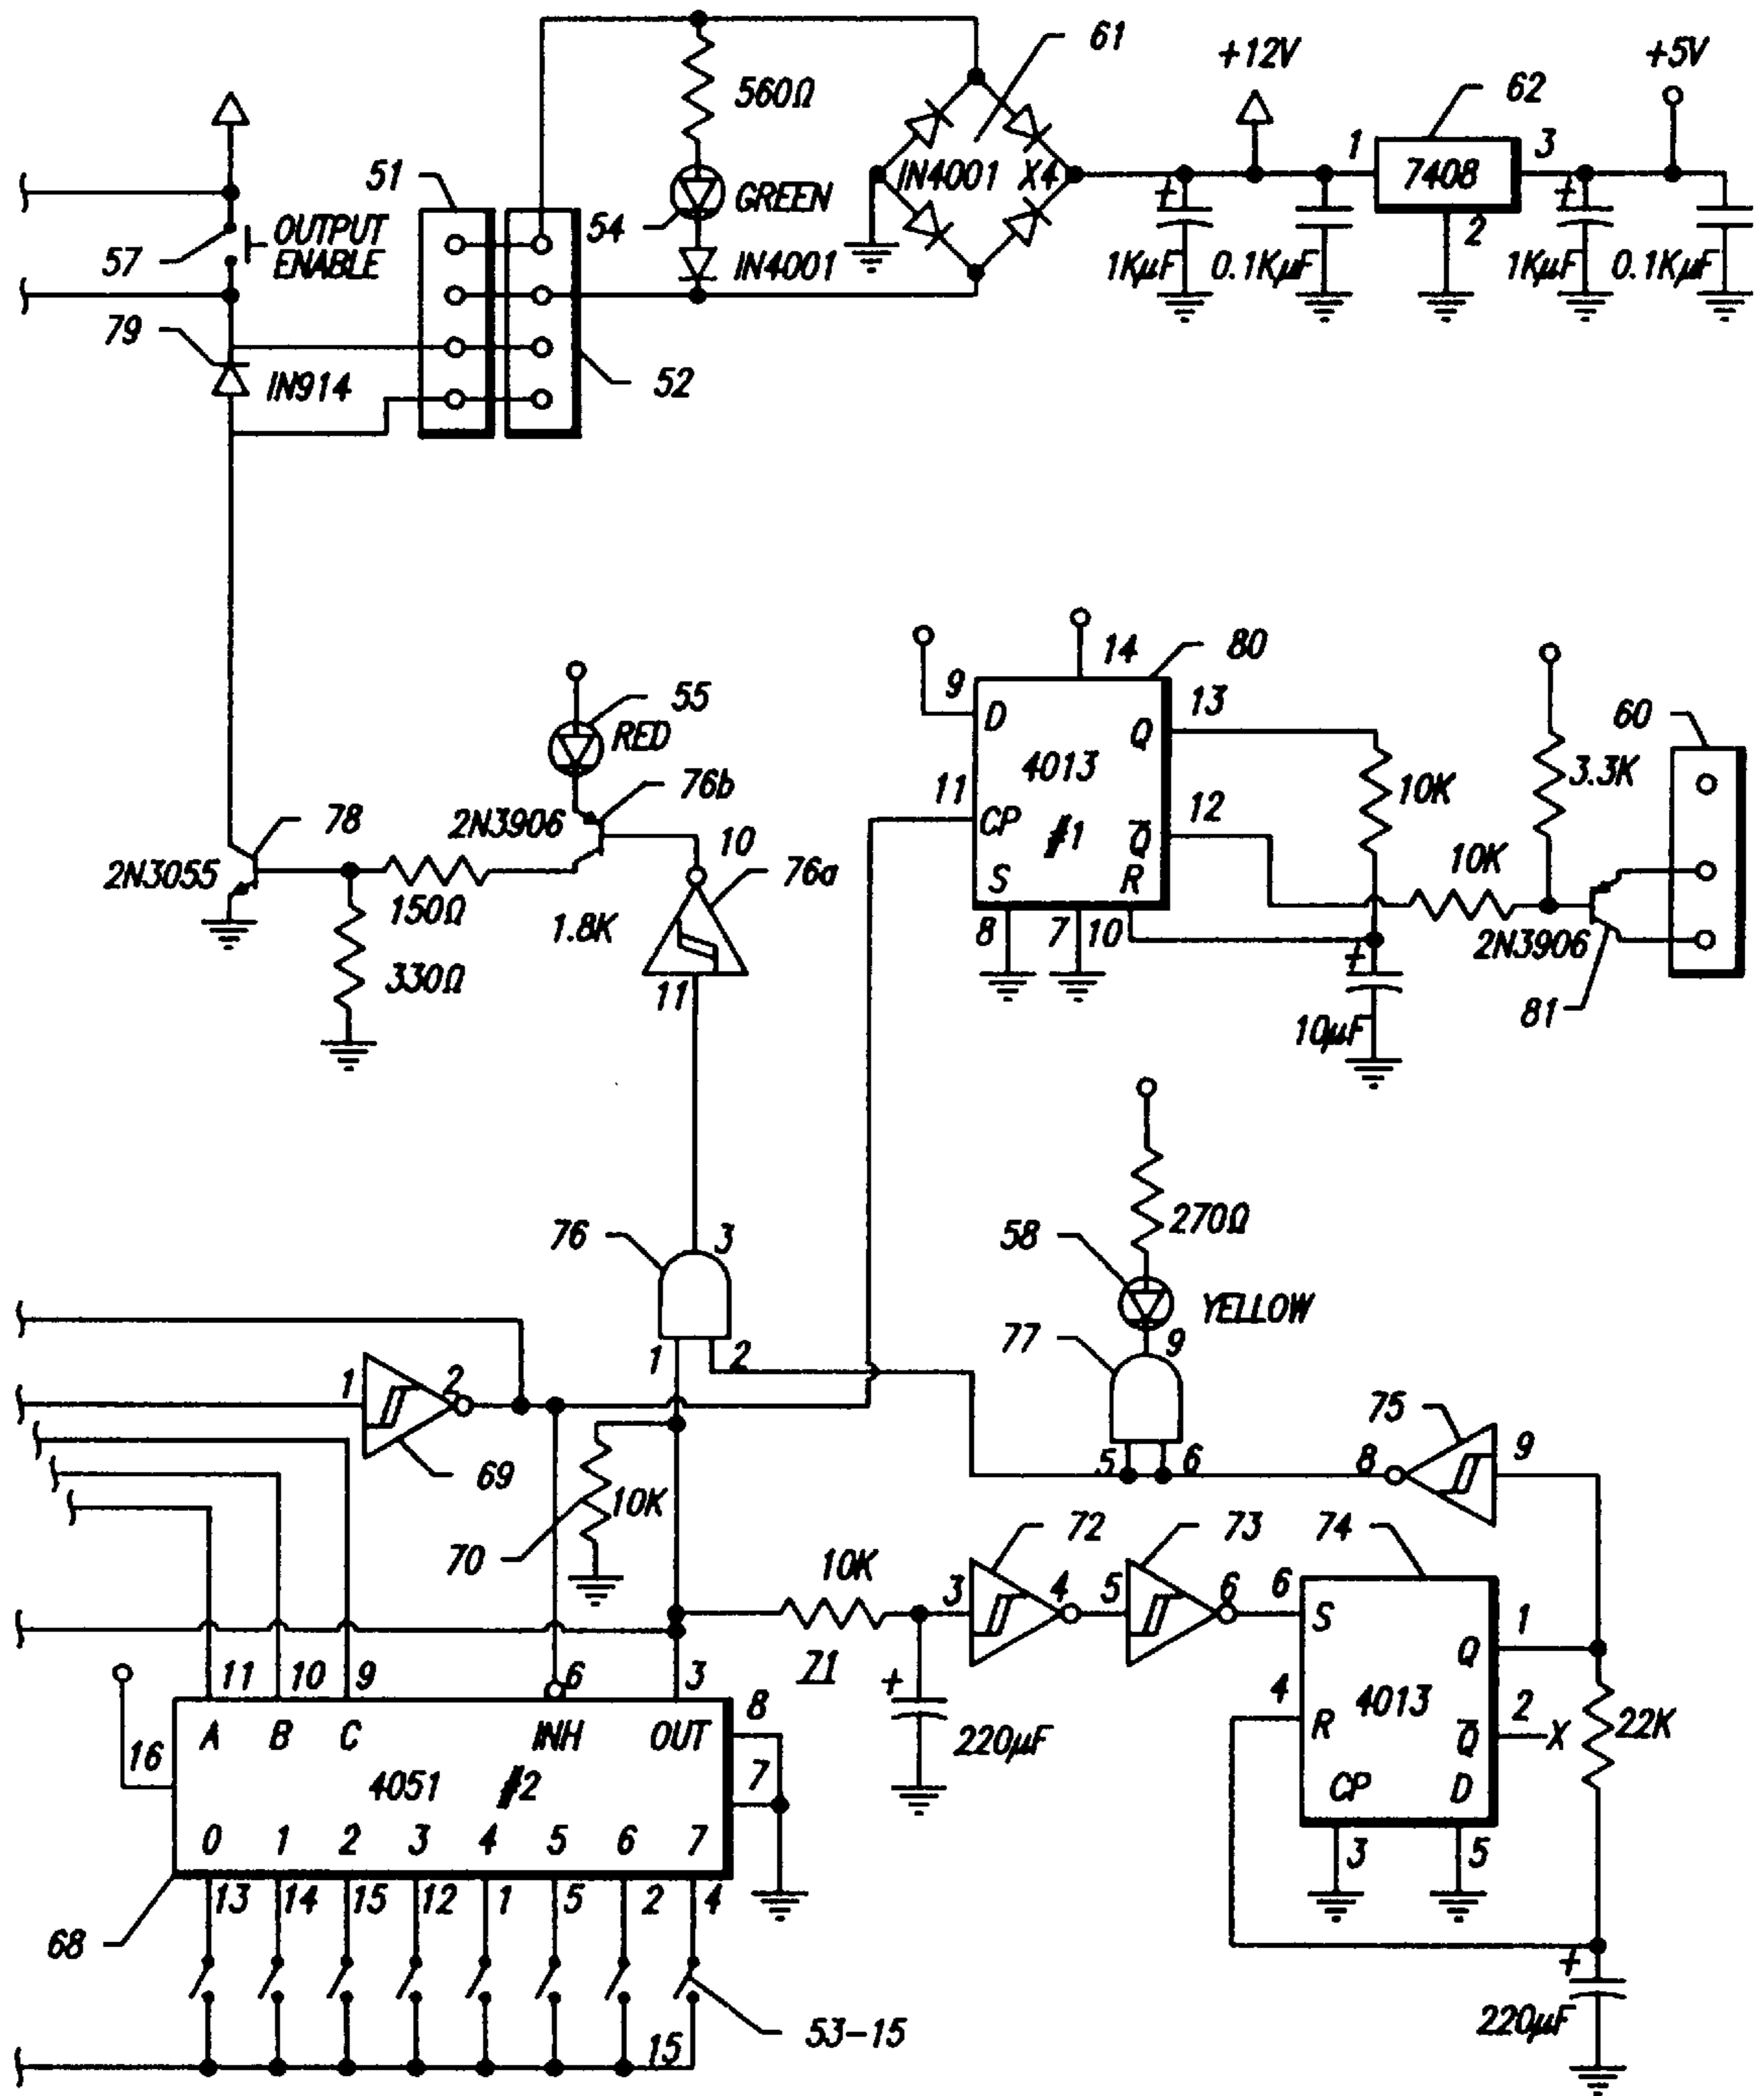 61
+12V
+5V
560Ω
62
1
3
51
IN4001 X4
7408
54
GREEN
2
57
OUTPUT
ENABLE
IN4001
1KμF
0.1KμF
1KμF
0.1KμF
79
IN914
52
14
80
9
13
55
RED
D
Q
60
4013
3.3K
76b
11
12
10K
78
2N3906
10
CP
#1
Q̅
10K
2N3055
S
R
76a
150Ω
1.8K
8
7
10
2N3906
330Ω
11
+
81
10μF
270Ω
76
3
58
YELLOW
77
9
1
2
75
1
2
5
6
8
9
69
10K
72
73
74
70
10K
3
4
5
6
6
S
1
71
Q
11
10
9
6
3
+
4
4013
2
8
R
Q̅
X
22K
A
B
C
INH
OUT
220μF
16
7
4051
#2
CP
D
0
1
2
3
4
5
6
7
3
5
13
14
15
12
1
5
2
4
68
+
53-15
15
220μF